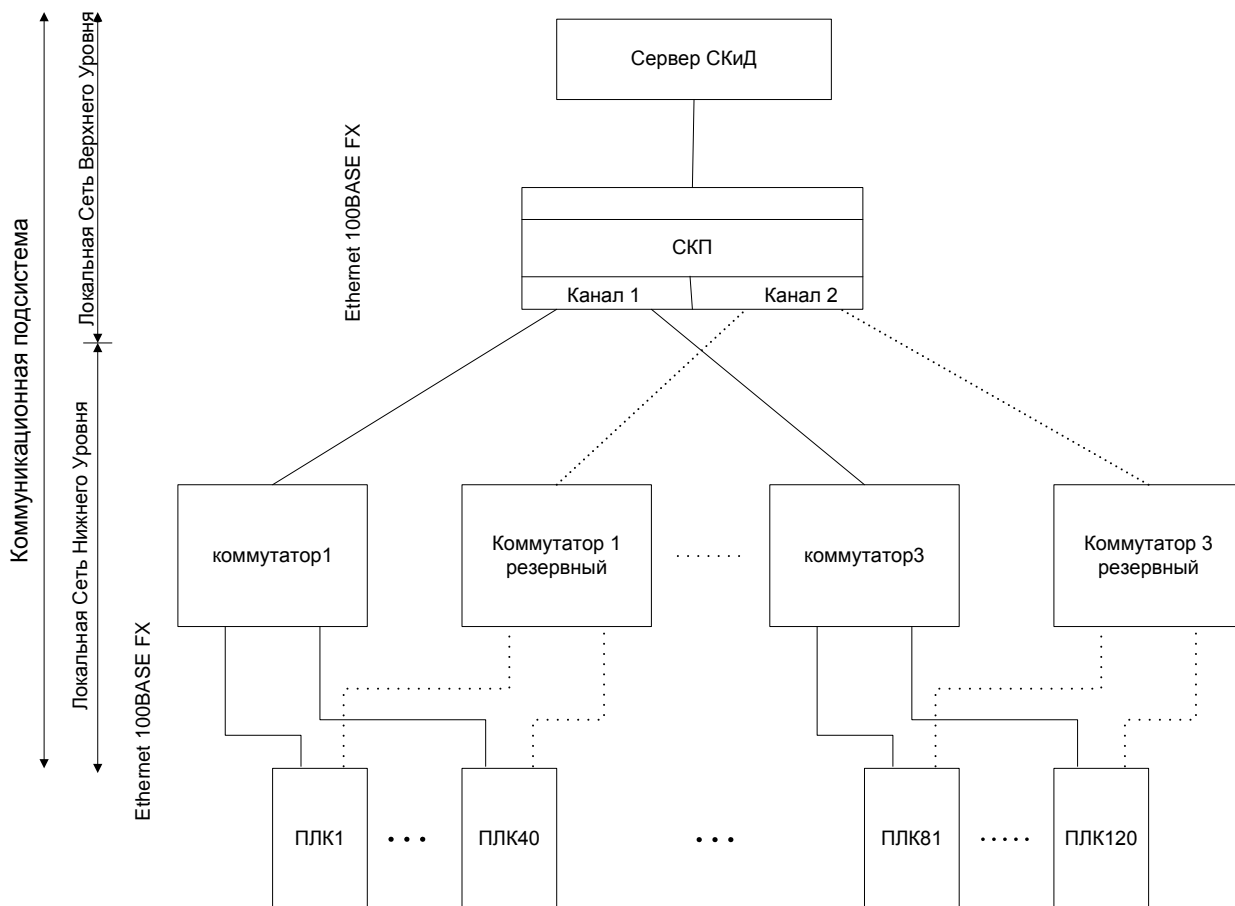 Сервер СКиД
Коммуникационная подсистема
Локальная Сеть Верхнего Уровня
Ethernet 100BASE FX
СКП
Канал 1
Канал 2
Локальная Сеть Нижнего Уровня
Ethernet 100BASE FX
коммутатор1
Коммутатор 1
резервный
коммутатор3
Коммутатор 3
резервный
ПЛК1
ПЛК40
ПЛК81
ПЛК120